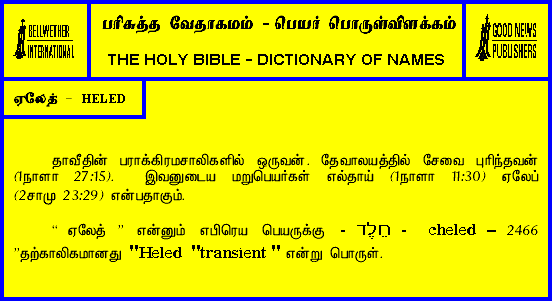 BELLWETHER
INTERNATIONAL
பரிசுத்த வேதாகமம் - பெயர் பொருள்விளக்கம்
THE HOLY BIBLE - DICTIONARY OF NAMES
GOOD NEWS
PUBLISHERS
ஏலேத் - HELED
தாவீதின் பராக்கிரமசாலிகளில் ஒருவன். தேவாலயத்தில் சேவை புரிந்தவன்
(1நாளா 27:15). இவனுடைய மறுபெயர்கள் எல்தாய் (1நாளா 11:30) ஏலேப்
(2சாமு 23:29) என்பதாகும்.
“ ஏலேத் ” என்னும் எபிரெய பெயருக்கு - חֵלֶד - cheled – 2466
"தற்காலிகமானது "Heled "transient " என்று பொருள்.